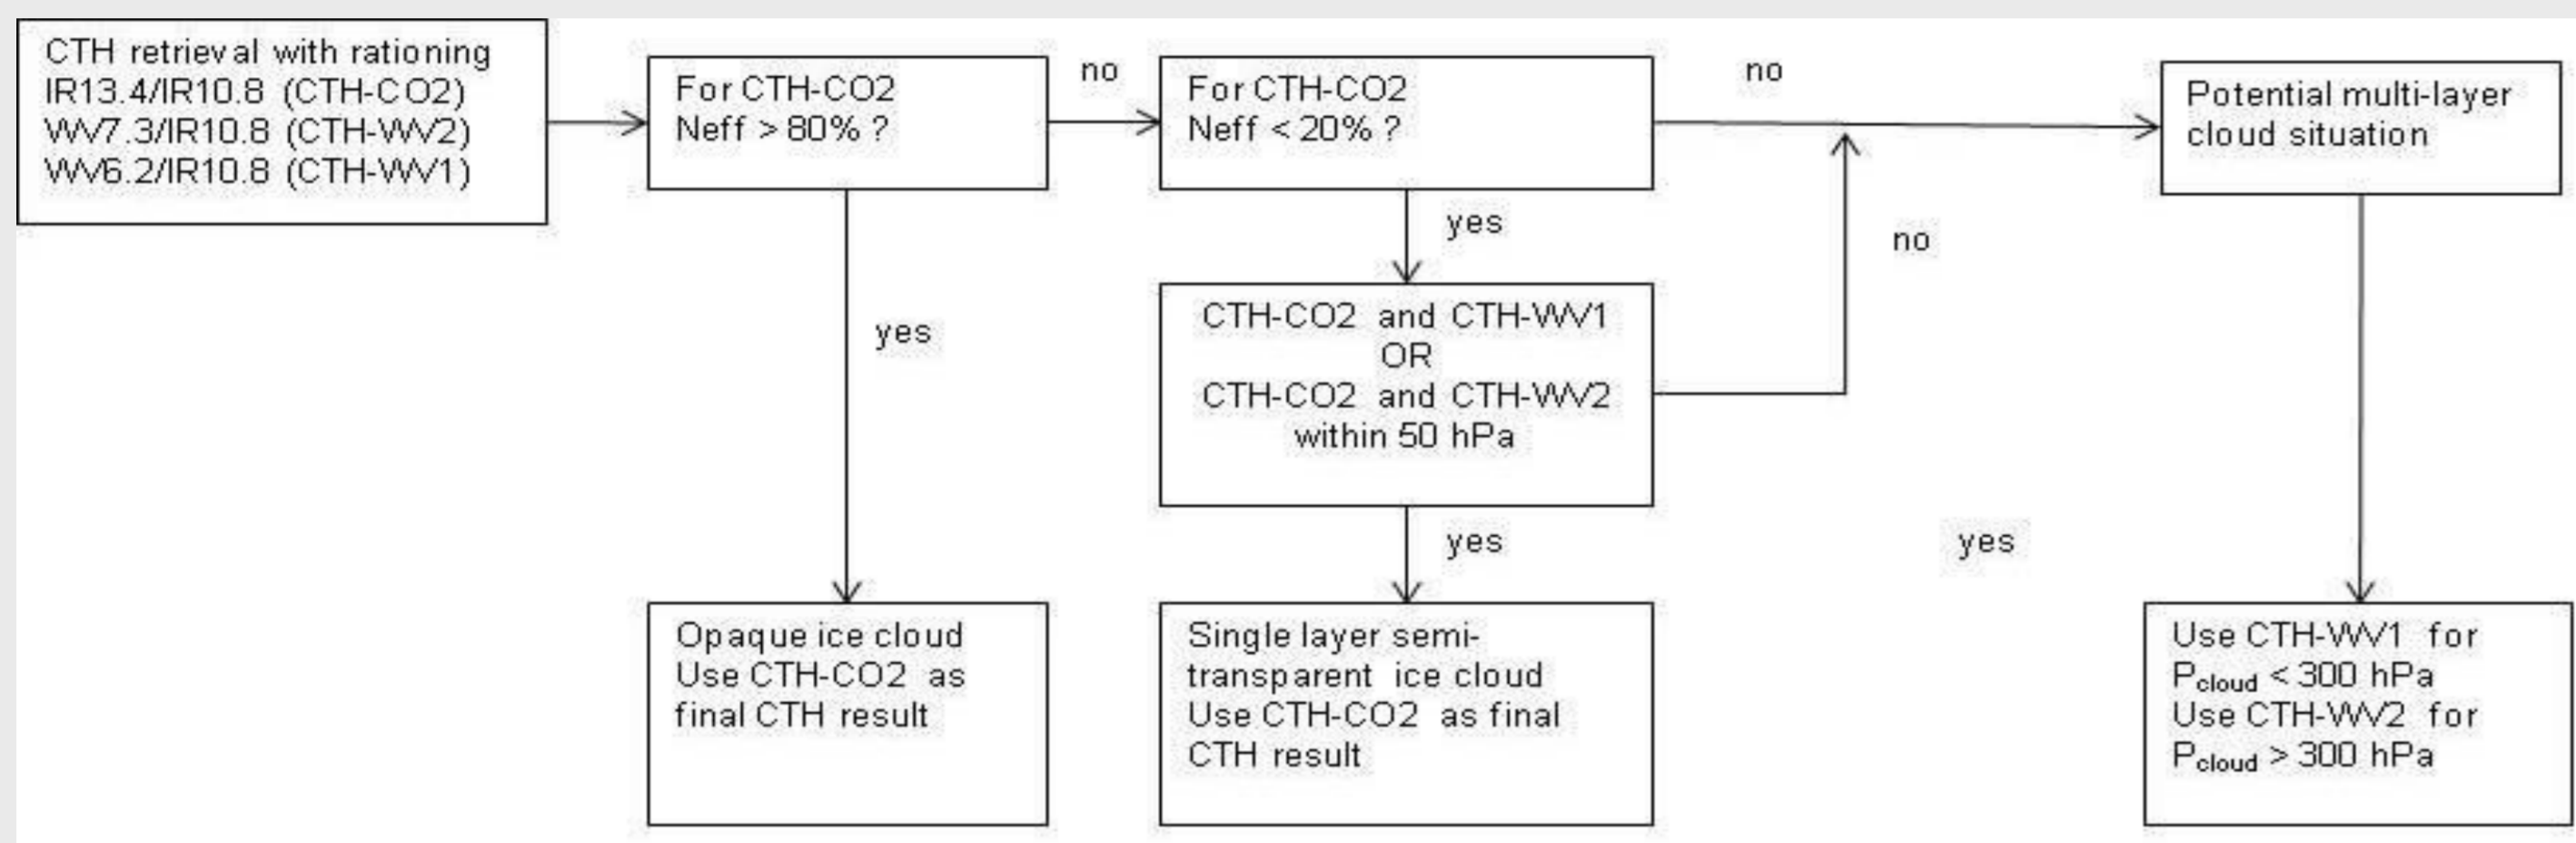 CTH retrieval with rationing
IR13.4/IR10.8 (CTH-CO2)
WV7.3/IR10.8 (CTH-WV2)
WV6.2/IR10.8 (CTH-WV1)
For CTH-CO2
Neff > 80% ?
no
For CTH-CO2
Neff < 20% ?
no
Potential multi-layer
cloud situation
yes
no
yes
CTH-CO2 and CTH-WV1
OR
CTH-CO2 and CTH-WV2
within 50 hPa
yes
yes
Opaque ice cloud
Use CTH-CO2 as
final CTH result
Single layer semi-
transparent ice cloud
Use CTH-CO2 as final
CTH result
Use CTH-WV1 for
Pcloud < 300 hPa
Use CTH-WV2 for
Pcloud > 300 hPa